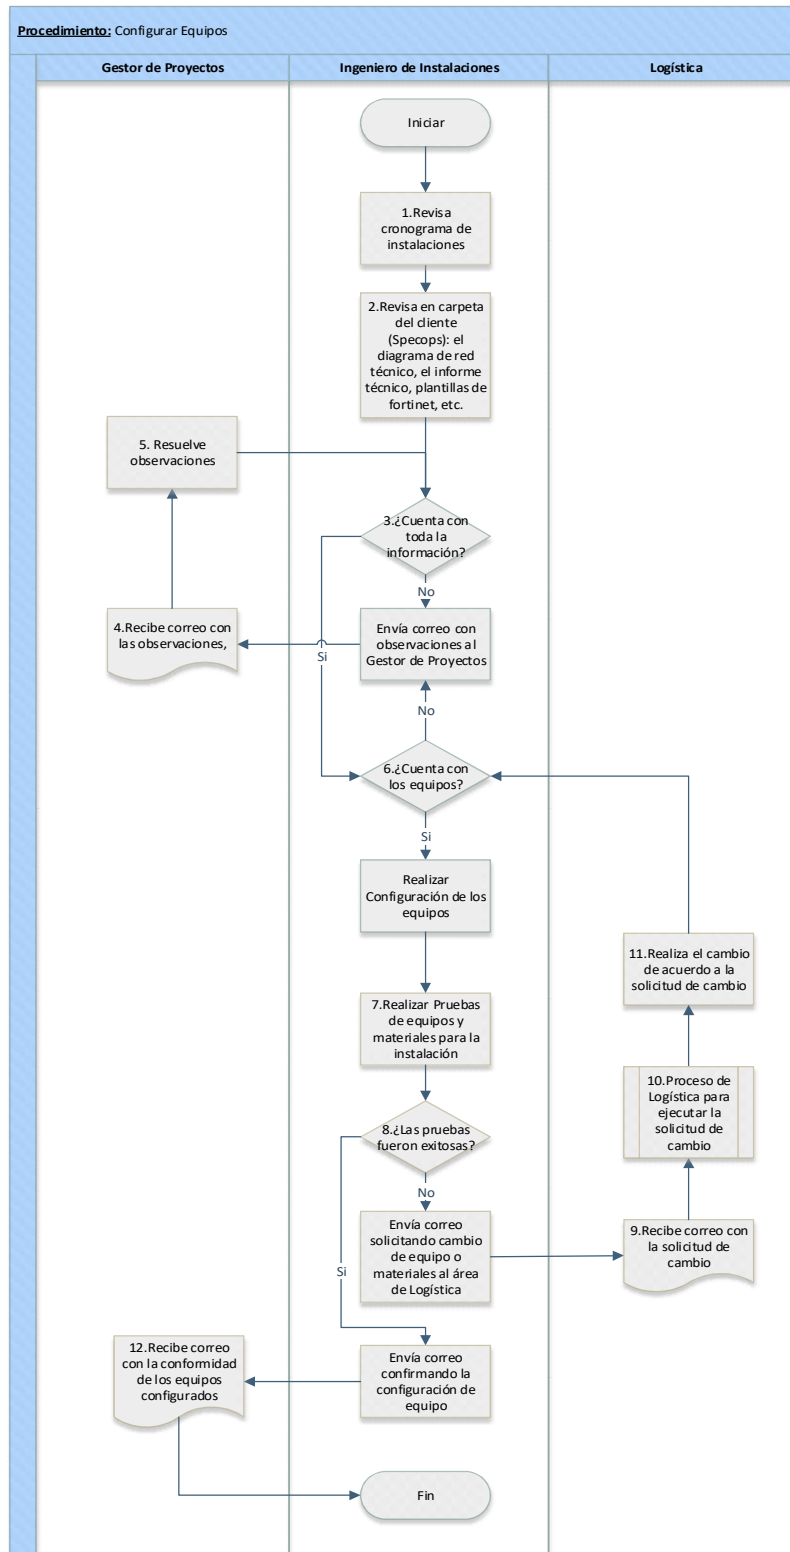 Procedimiento: Configurar Equipos
Gestor de Proyectos
Ingeniero de Instalaciones
Logística
Iniciar
1.Revisa
cronograma de
instalaciones
2.Revisa en carpeta
del cliente
(Specops): el
diagrama de red
técnico, el informe
técnico, plantillas de
fortinet, etc.
5. Resuelve
observaciones
3.¿Cuenta con
toda la
información?
No
4.Recibe correo con
las observaciones,
Si
Envía correo con
observaciones al
Gestor de Proyectos
No
6.¿Cuenta con
los equipos?
Si
Realizar
Configuración de los
equipos
11.Realiza el cambio
de acuerdo a la
solicitud de cambio
7.Realizar Pruebas
de equipos y
materiales para la
instalación
10.Proceso de
Logística para
ejecutar la
solicitud de
cambio
8.¿Las pruebas
fueron exitosas?
No
Envía correo
solicitando cambio
de equipo o
materiales al área
de Logística
9.Recibe correo con
la solicitud de
cambio
Si
12.Recibe correo
con la conformidad
de los equipos
configurados
Envía correo
confirmando la
configuración de
equipo
Fin